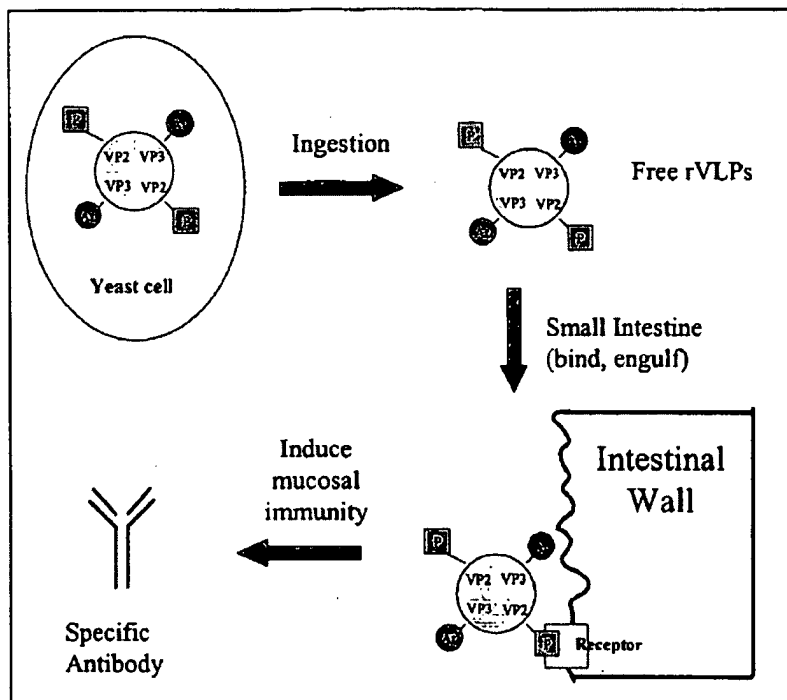 P
VP2 VP3
VP3 VP2
P
Yeast cell
Ingestion
P
VP2 VP3
VP3 VP2
P
Free rVLPs
Small Intestine
(bind, engulf)
Intestinal
Wall
P
VP2 VP3
VP3 VP2
P
Receptor
Induce
mucosal
immunity
Specific
Antibody